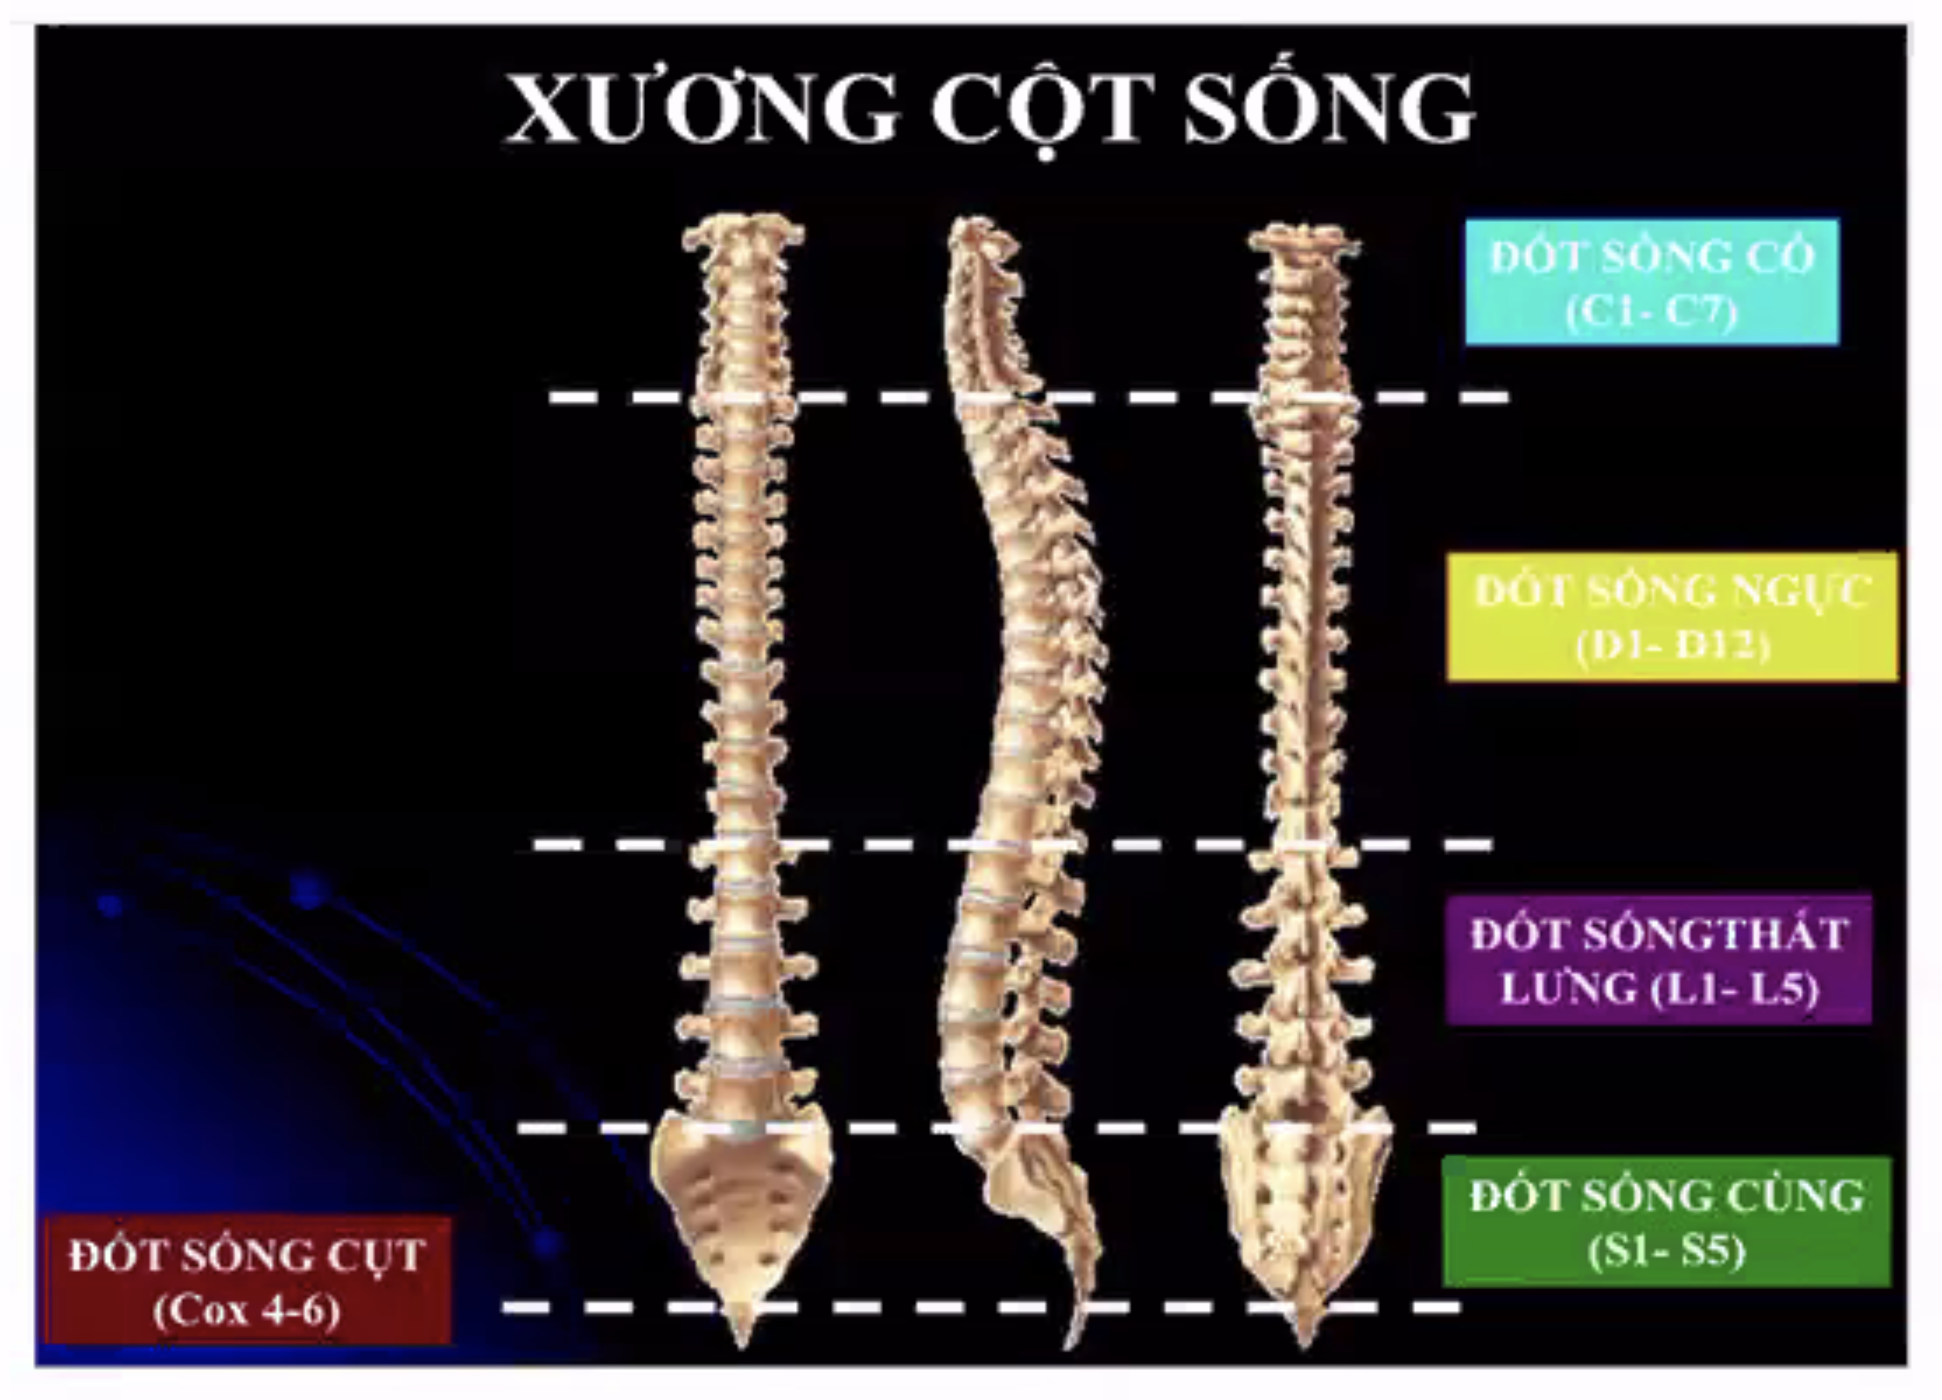 XƯƠNG CỘT SỐNG
ĐỐT SỐNG CỔ
(C1- C7)
ĐỐT SỐNG NGỰC
(D1- D12)
ĐỐT SỐNGTHẮT
LƯNG (L1- L5)
ĐỐT SỐNG CÙNG
(S1- S5)
ĐỐT SỐNG CỤT
(Cox 4-6)